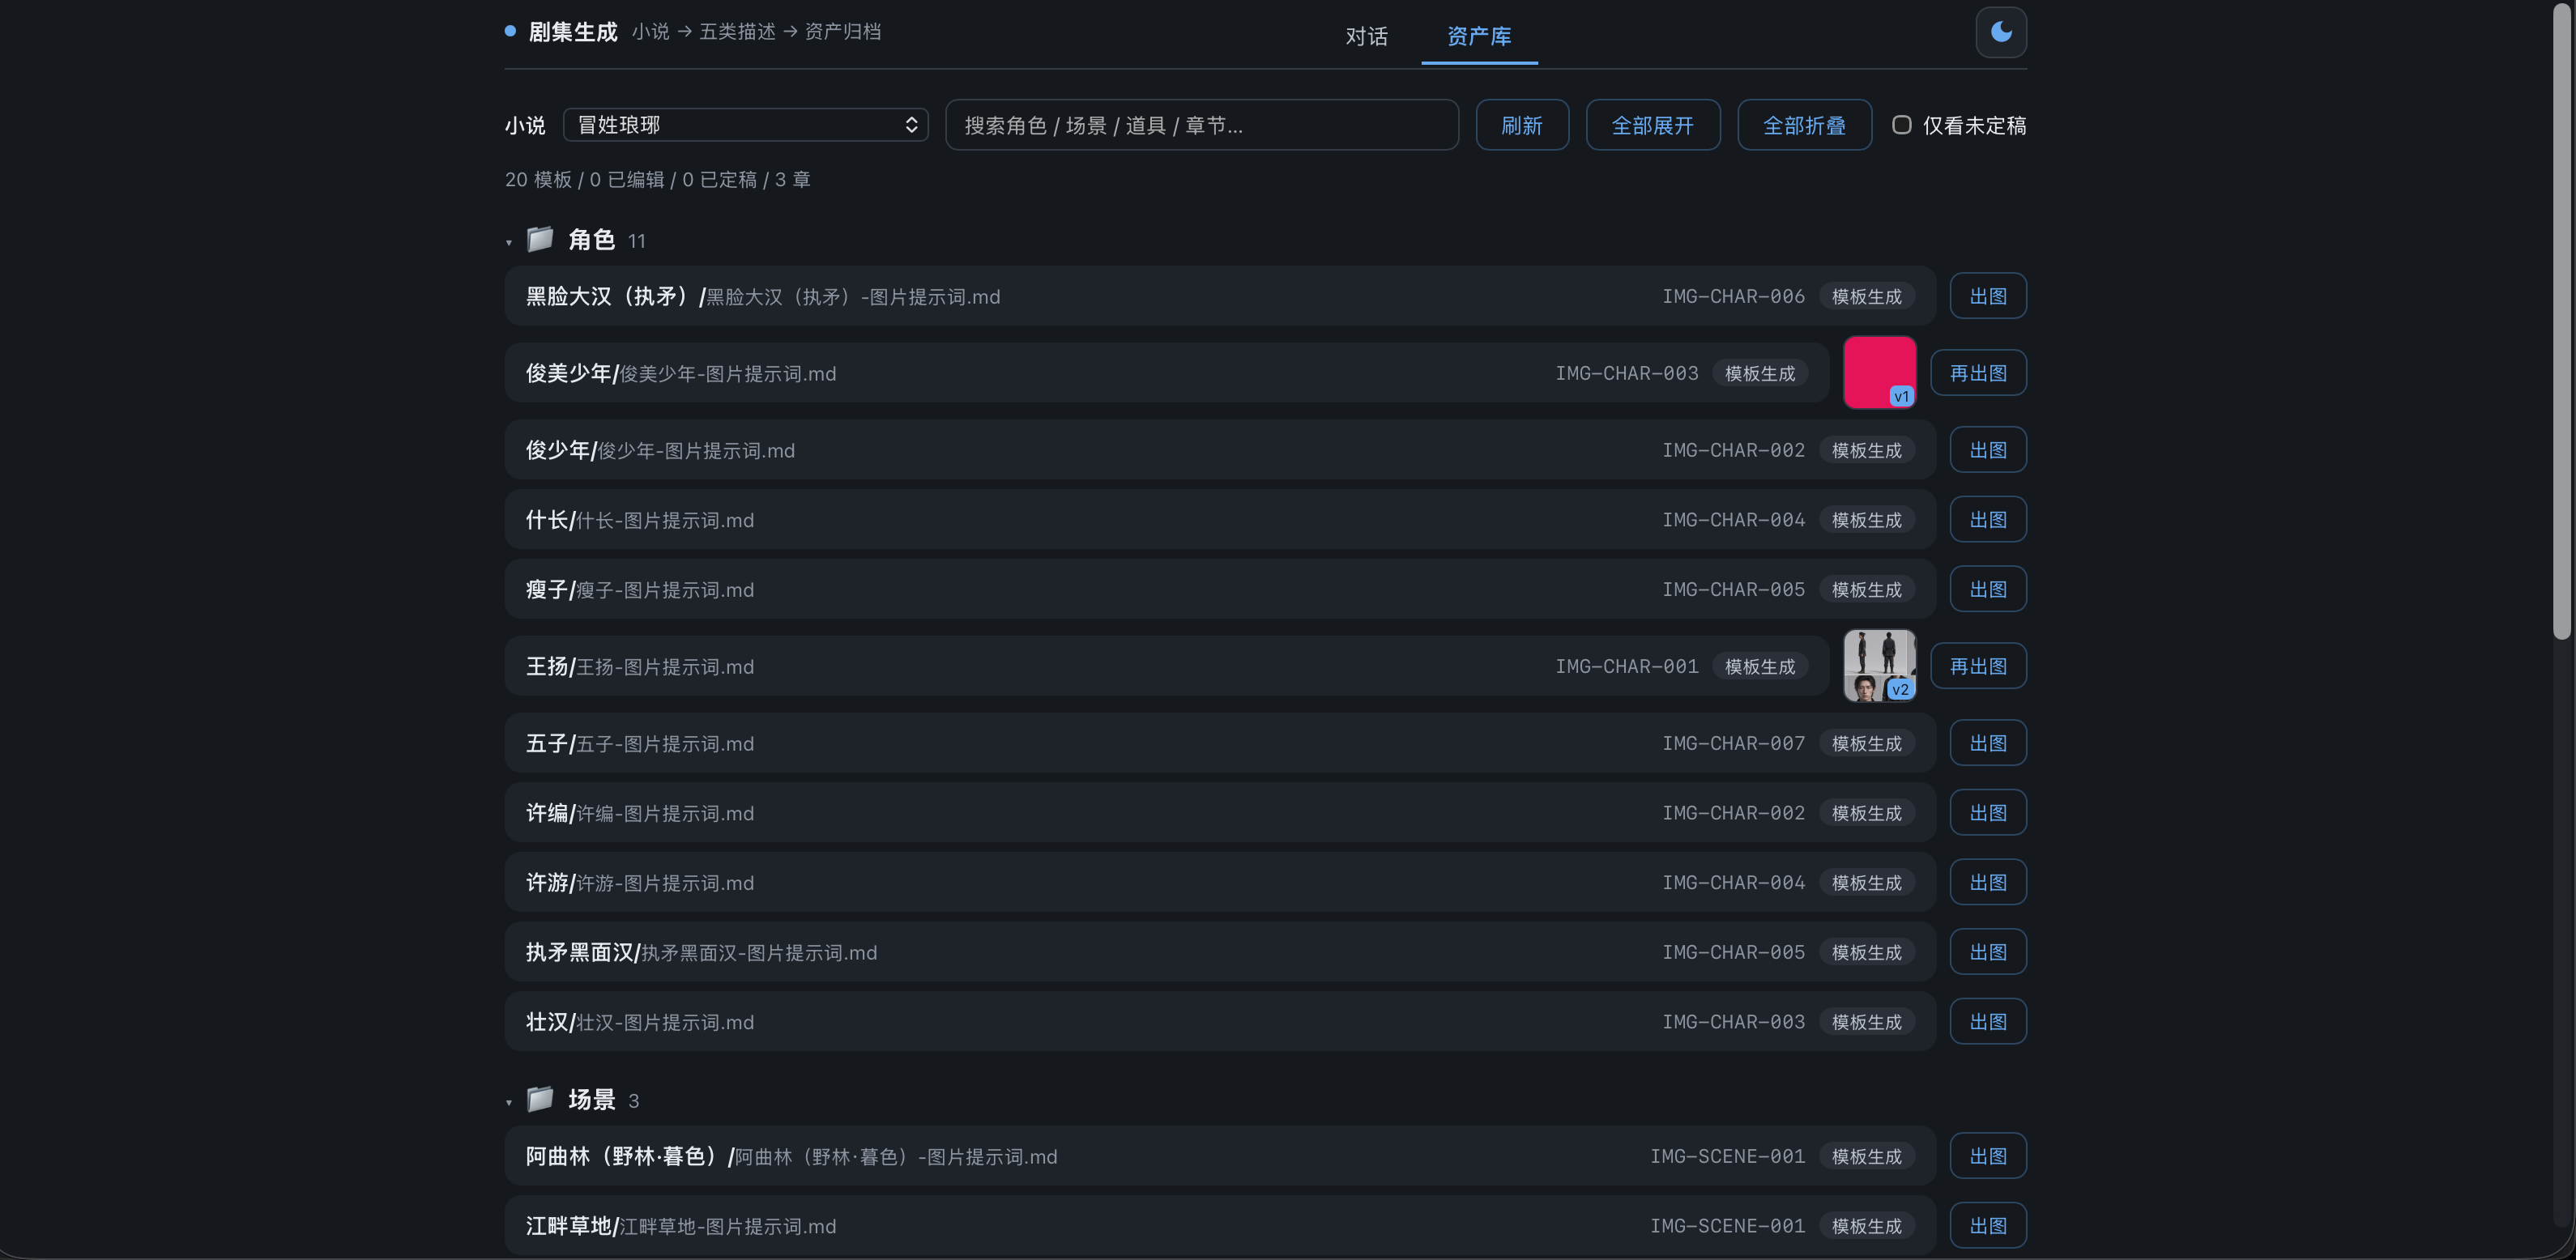 剧集生成 小说 → 五类描述 → 资产归档 对话 资产库
小说 冒姓琅琊 搜索角色 / 场景 / 道具 / 章节... 刷新 全部展开 全部折叠 仅看未定稿
20 模板 / 0 已编辑 / 0 已定稿 / 3 章
角色 11
黑脸大汉（执矛）/黑脸大汉（执矛）-图片提示词.md IMG-CHAR-006 模板生成 出图
俊美少年/俊美少年-图片提示词.md IMG-CHAR-003 模板生成 v1 再出图
俊少年/俊少年-图片提示词.md IMG-CHAR-002 模板生成 出图
什长/什长-图片提示词.md IMG-CHAR-004 模板生成 出图
瘦子/瘦子-图片提示词.md IMG-CHAR-005 模板生成 出图
王扬/王扬-图片提示词.md IMG-CHAR-001 模板生成 v2 再出图
五子/五子-图片提示词.md IMG-CHAR-007 模板生成 出图
许编/许编-图片提示词.md IMG-CHAR-002 模板生成 出图
许游/许游-图片提示词.md IMG-CHAR-004 模板生成 出图
执矛黑面汉/执矛黑面汉-图片提示词.md IMG-CHAR-005 模板生成 出图
壮汉/壮汉-图片提示词.md IMG-CHAR-003 模板生成 出图
场景 3
阿曲林（野林·暮色）/阿曲林（野林·暮色）-图片提示词.md IMG-SCENE-001 模板生成 出图
江畔草地/江畔草地-图片提示词.md IMG-SCENE-001 模板生成 出图